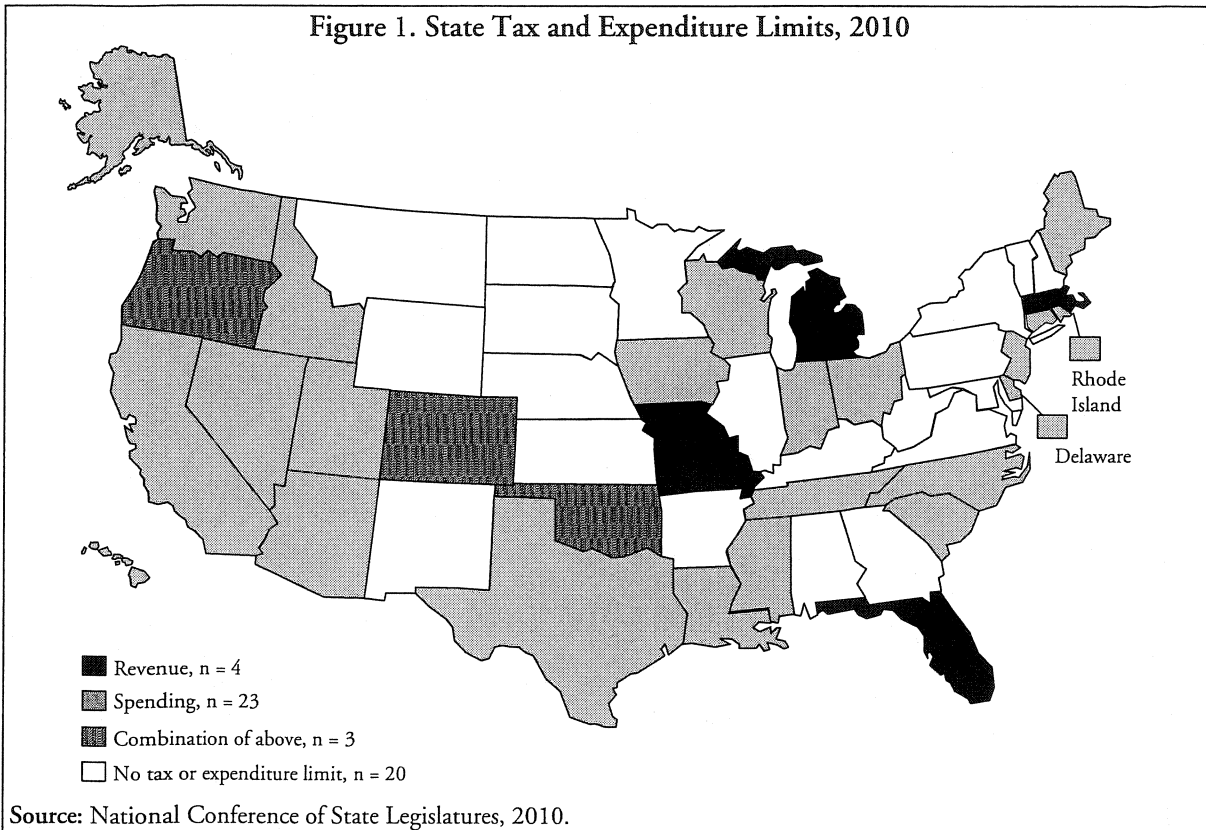 Figure 1. State Tax and Expenditure Limits, 2010
Rhode
Island
Delaware
Revenue, n = 4
Spending, n = 23
Combination of above, n = 3
No tax or expenditure limit, n = 20
Source: National Conference of State Legislatures, 2010.